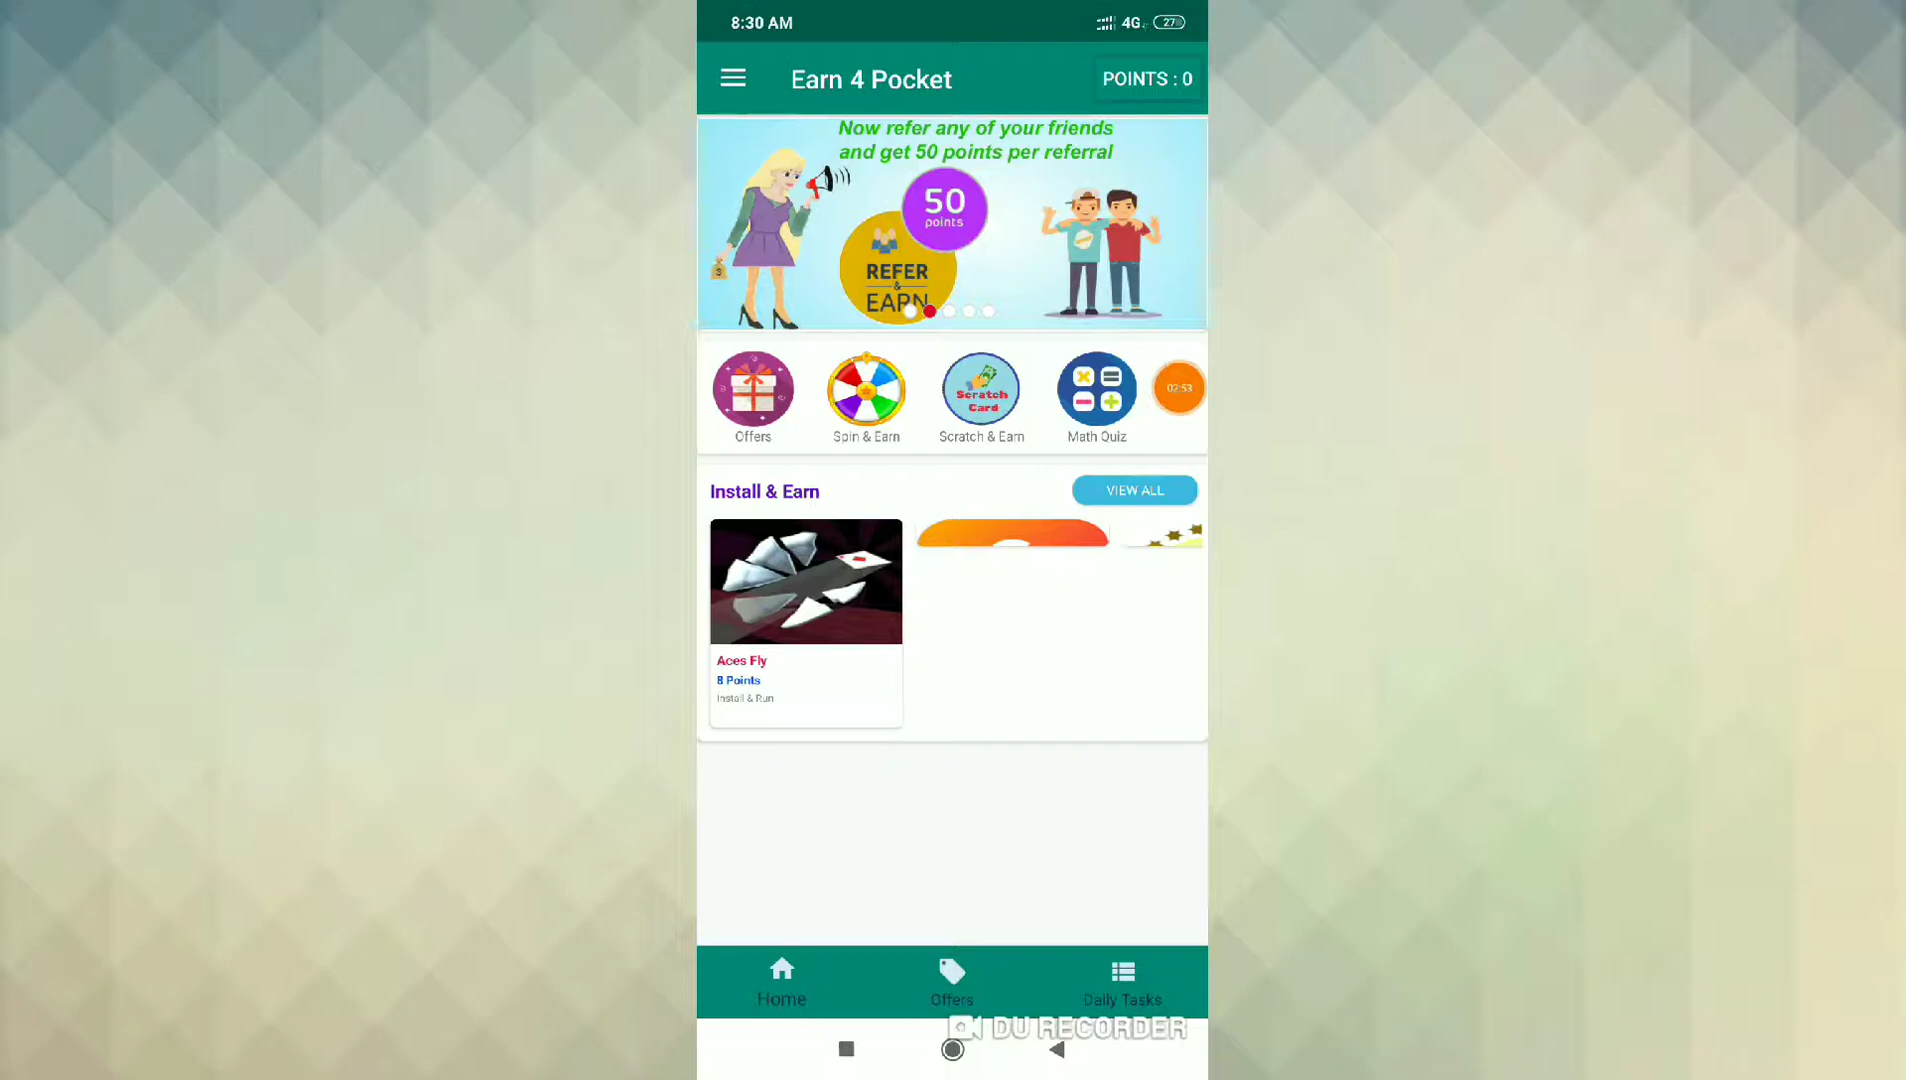 8:30 AM
4G
27
Earn 4 Pocket
POINTS : 0
Now refer any of your friends
and get 50 points per referral
50
points
REFER
&
EARN
$
Scratch
Card
02:53
Offers
Spin & Earn
Scratch & Earn
Math Quiz
Install & Earn
VIEW ALL
Aces Fly
8 Points
Install & Run
Home
Offers
Daily Tasks
DU RECORDER